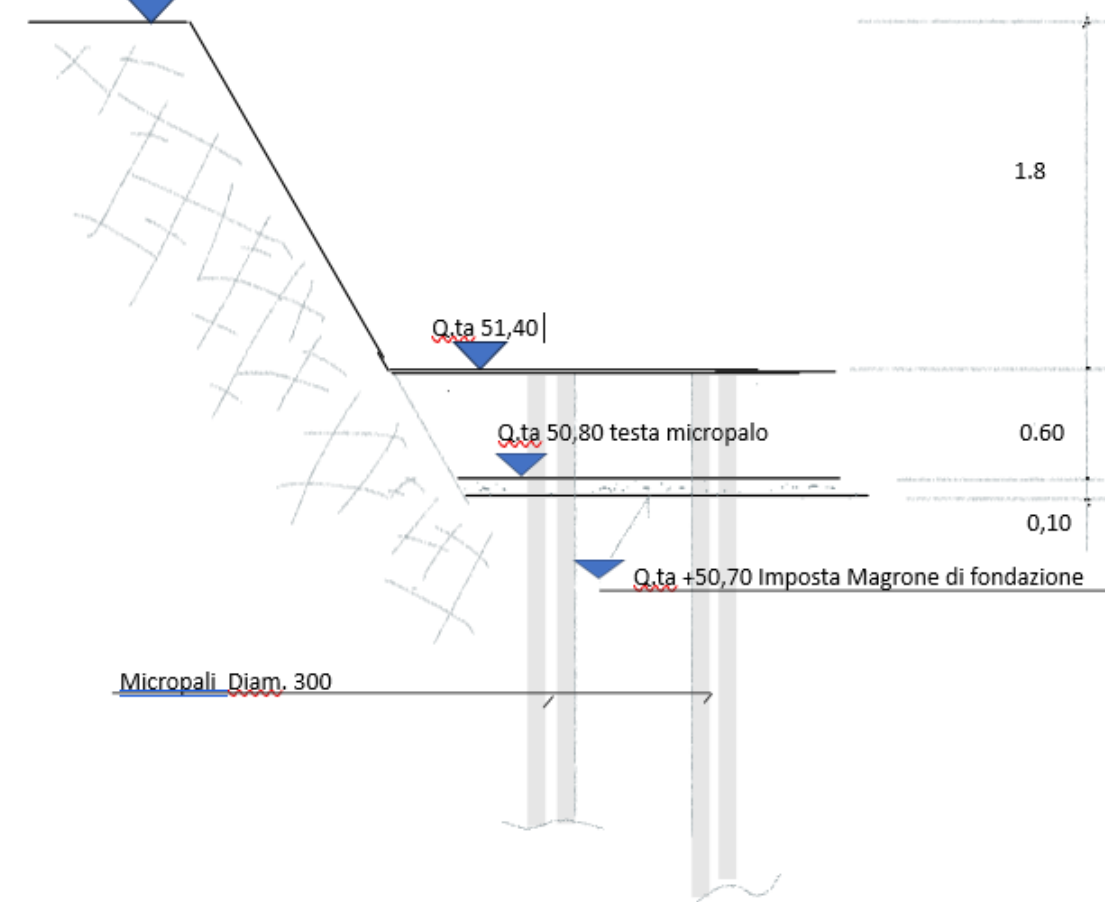 1.8
Q.ta 51,40
Q.ta 50,80 testa micropalo
0.60
0,10
Q.ta +50,70 Imposta Magrone di fondazione
Micropali Diam. 300